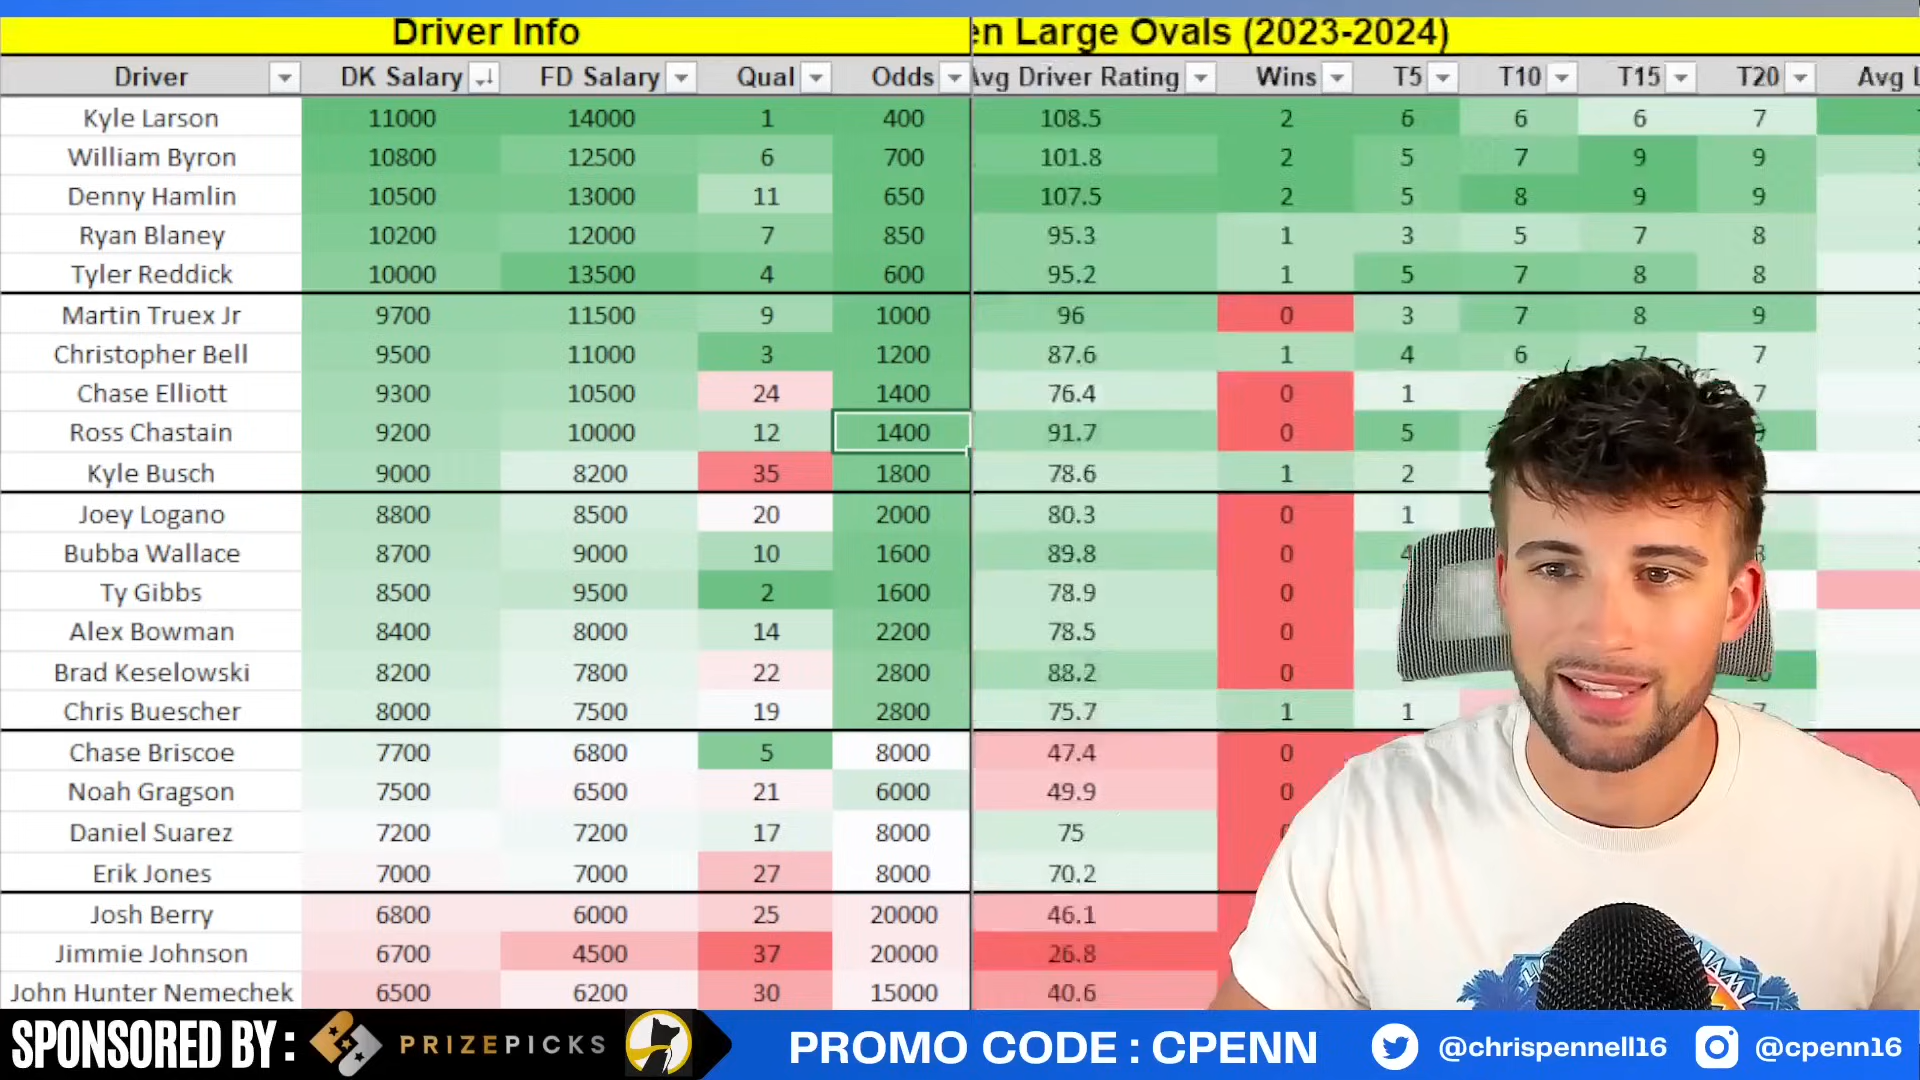 Driver Info en Large Ovals (2023-2024)
Driver DK Salary FD Salary Qual Odds Avg Driver Rating Wins T5 T10 T15 T20 Avg
Kyle Larson 11000 14000 1 400 108.5 2 6 6 6 7
William Byron 10800 12500 6 700 101.8 2 5 7 9 9
Denny Hamlin 10500 13000 11 650 107.5 2 5 8 9 9
Ryan Blaney 10200 12000 7 850 95.3 1 3 5 7 8
Tyler Reddick 10000 13500 4 600 95.2 1 5 7 8 8
Martin Truex Jr 9700 11500 9 1000 96 0 3 7 8 9
Christopher Bell 9500 11000 3 1200 87.6 1 4 6 7 7
Chase Elliott 9300 10500 24 1400 76.4 0 1 7
Ross Chastain 9200 10000 12 1400 91.7 0 5
Kyle Busch 9000 8200 35 1800 78.6 1 2
Joey Logano 8800 8500 20 2000 80.3 0 1
Bubba Wallace 8700 9000 10 1600 89.8 0 4
Ty Gibbs 8500 9500 2 1600 78.9 0
Alex Bowman 8400 8000 14 2200 78.5 0
Brad Keselowski 8200 7800 22 2800 88.2 0
Chris Buescher 8000 7500 19 2800 75.7 1 1 7
Chase Briscoe 7700 6800 5 8000 47.4 0
Noah Gragson 7500 6500 21 6000 49.9 0
Daniel Suarez 7200 7200 17 8000 75
Erik Jones 7000 7000 27 8000 70.2
Josh Berry 6800 6000 25 20000 46.1
Jimmie Johnson 6700 4500 37 20000 26.8
John Hunter Nemechek 6500 6200 30 15000 40.6
SPONSORED BY : PRIZEPICKS PROMO CODE : CPENN @chrispennell16 @cpenn16